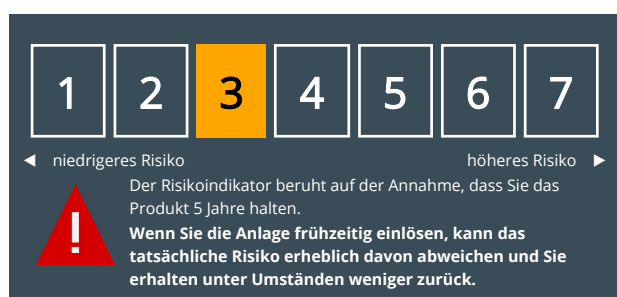 1 2 3 4 5 6 7
◀ niedrigeres Risiko höheres Risiko ▶
Der Risikoindikator beruht auf der Annahme, dass Sie das
Produkt 5 Jahre halten.
!
Wenn Sie die Anlage frühzeitig einlösen, kann das
tatsächliche Risiko erheblich davon abweichen und Sie
erhalten unter Umständen weniger zurück.